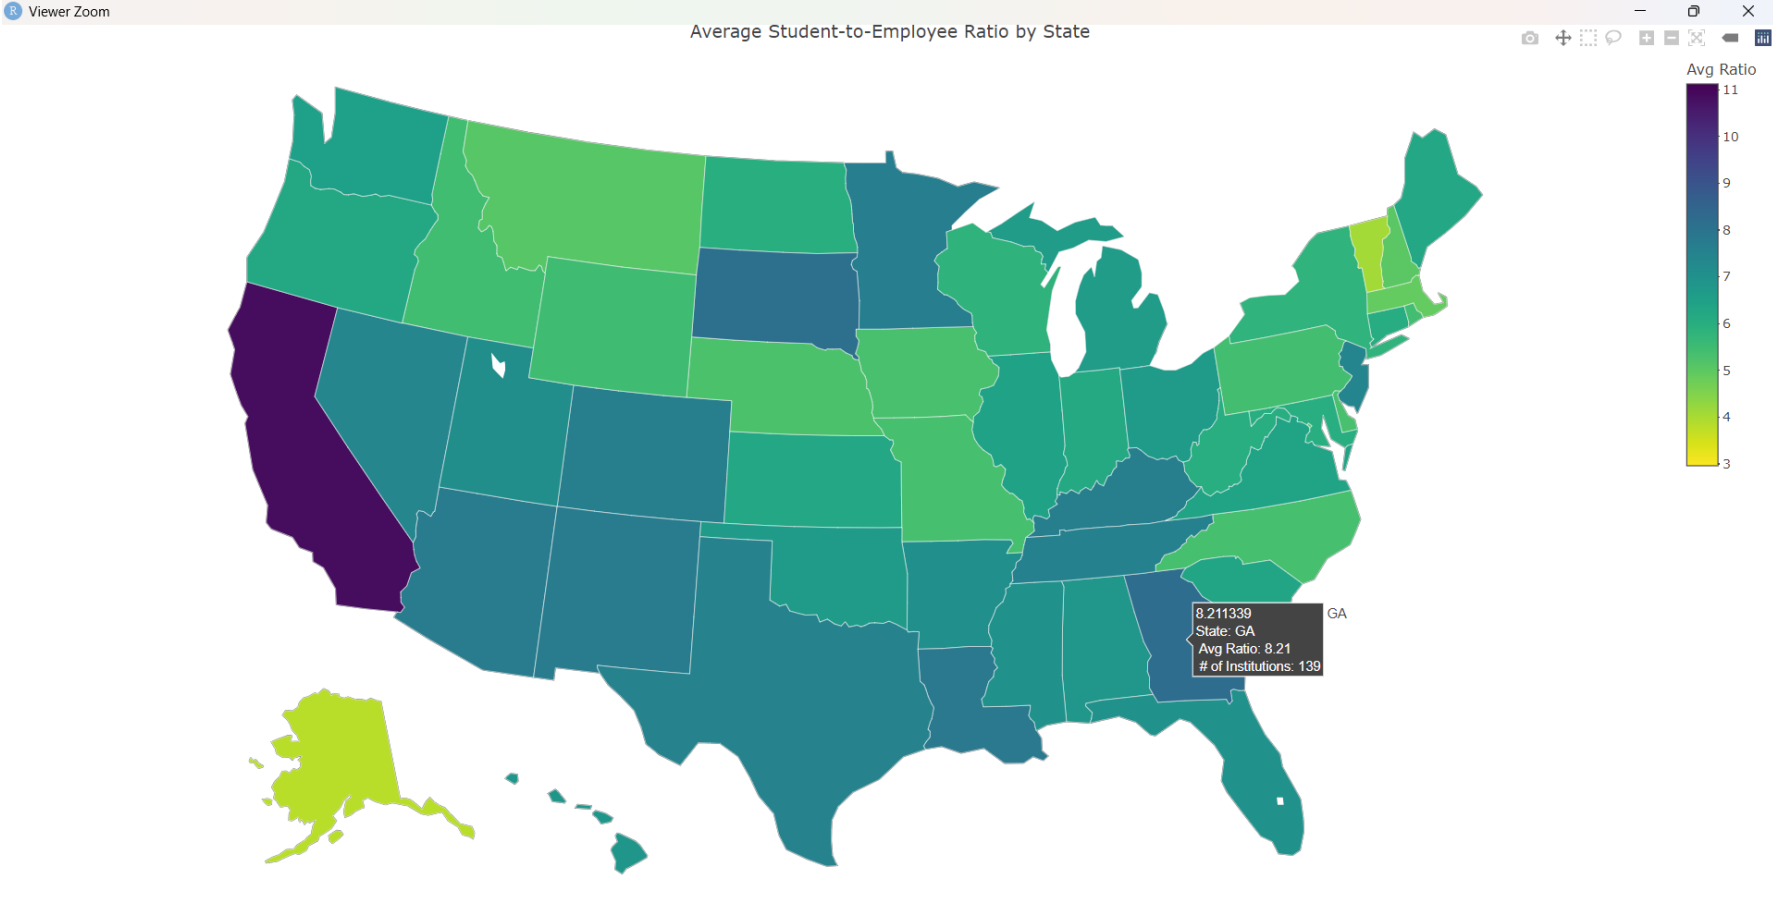 R Viewer Zoom
Average Student-to-Employee Ratio by State
Avg Ratio
11
10
9
8
7
6
5
4
3
8.211339
State: GA
Avg Ratio: 8.21
# of Institutions: 139
GA